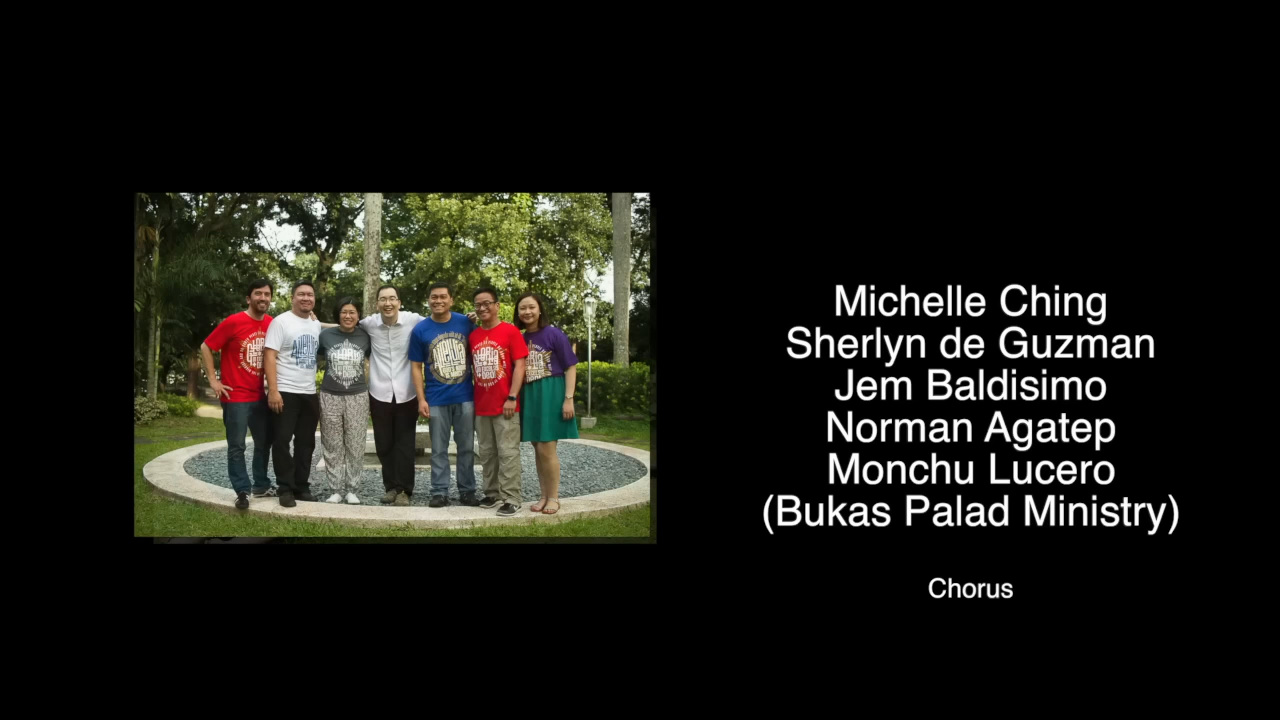 Michelle Ching
Sherlyn de Guzman
Jem Baldisimo
Norman Agatep
Monchu Lucero
(Bukas Palad Ministry)
Chorus